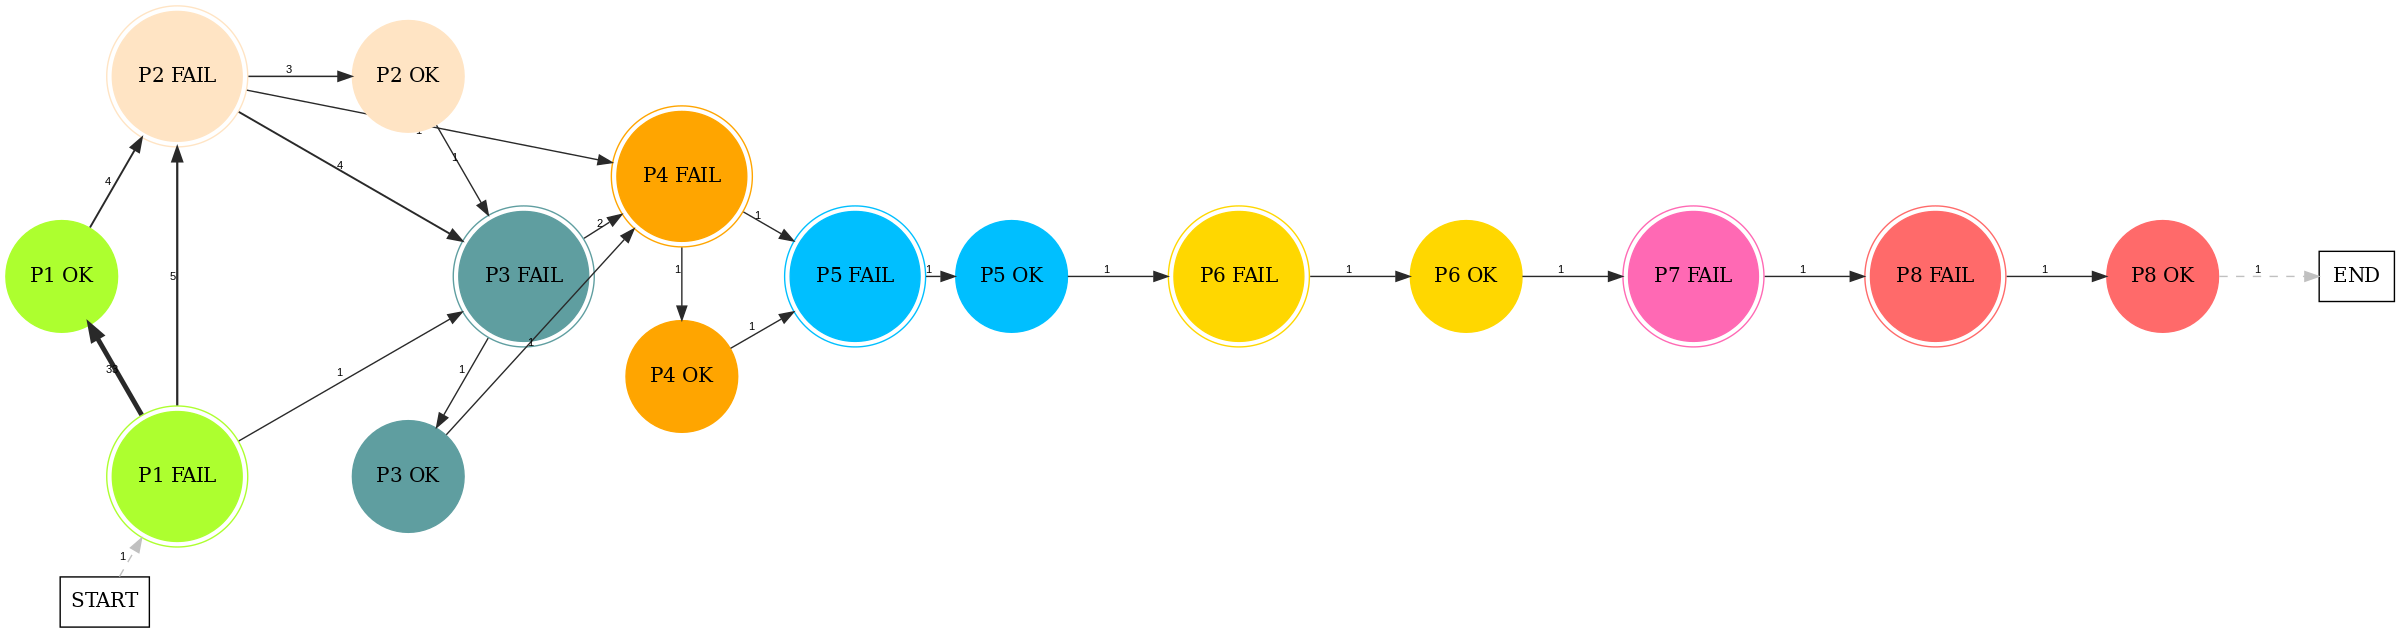 P2 FAIL
3
P2 OK
1
4
1
4
P4 FAIL
1
2
5
P1 OK
P3 FAIL
1
P5 FAIL
1
P5 OK
1
P6 FAIL
1
P6 OK
1
P7 FAIL
1
P8 FAIL
1
P8 OK
1
END
1
1
33
1
1
P4 OK
P1 FAIL
P3 OK
1
START